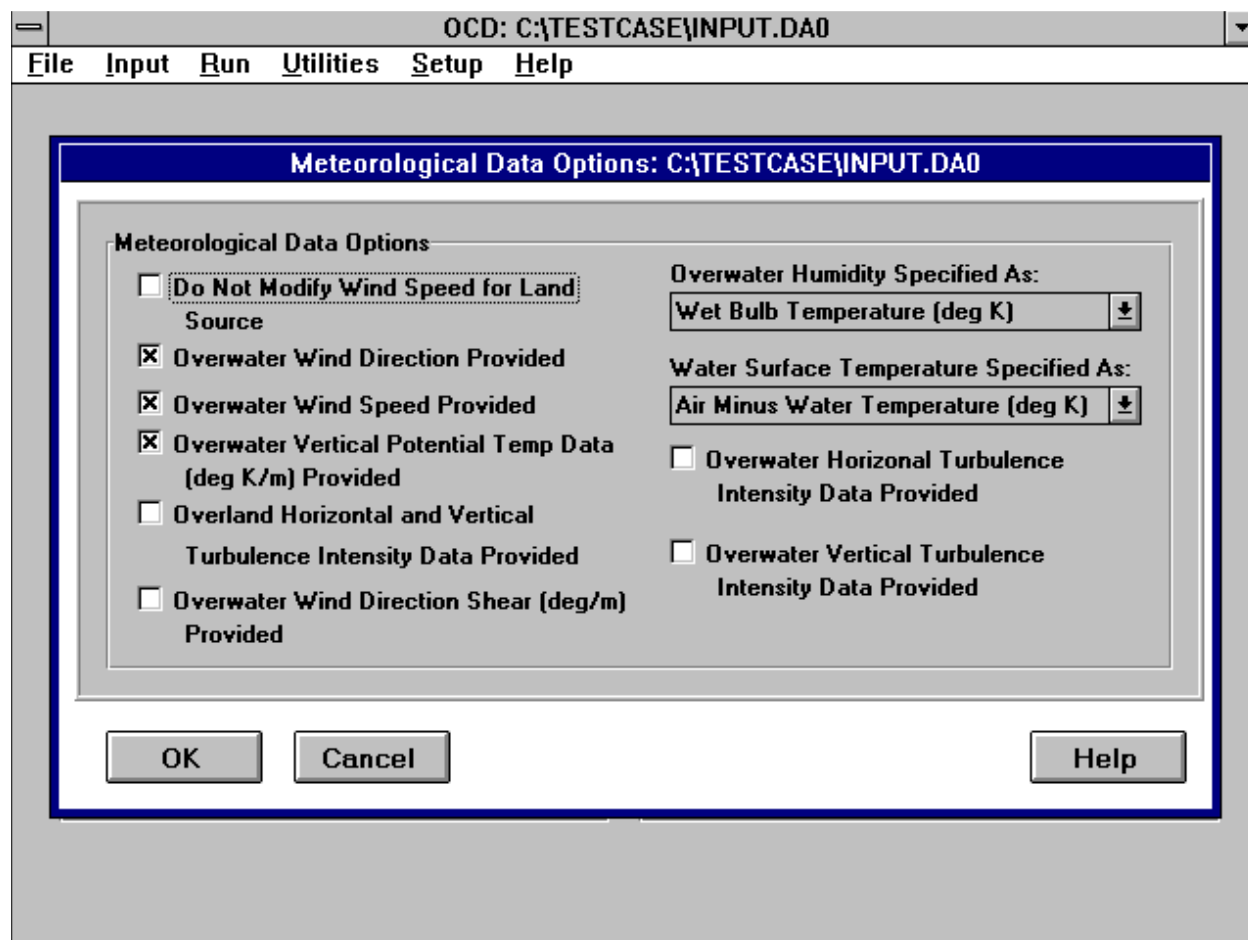 OCD: C:\TESTCASE\INPUT.DA0
File Input Run Utilities Setup Help
Meteorological Data Options: C:\TESTCASE\INPUT.DA0
Meteorological Data Options
Do Not Modify Wind Speed for Land
Source
Overwater Wind Direction Provided
Overwater Wind Speed Provided
Overwater Vertical Potential Temp Data
(deg K/m) Provided
Overland Horizontal and Vertical
Turbulence Intensity Data Provided
Overwater Wind Direction Shear (deg/m)
Provided
Overwater Humidity Specified As:
Wet Bulb Temperature (deg K)
Water Surface Temperature Specified As:
Air Minus Water Temperature (deg K)
Overwater Horizonal Turbulence
Intensity Data Provided
Overwater Vertical Turbulence
Intensity Data Provided
OK Cancel Help